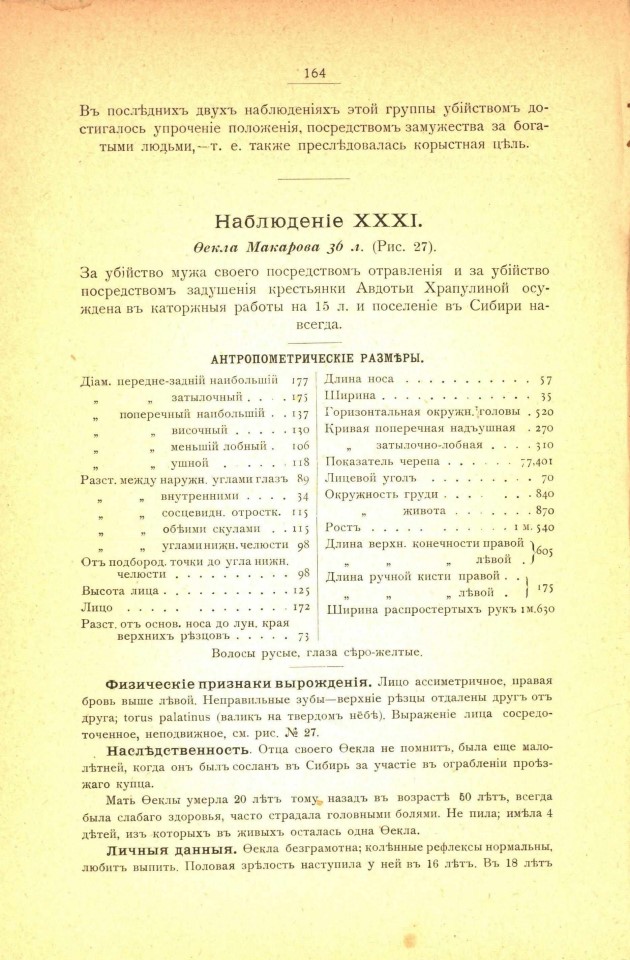 164
Въ послѣднихъ двухъ наблюденіяхъ этой группы убійствомъ до-
стигалось упроченіе положенія, посредствомъ замужества за бога-
тыми людьми,—т. е. также преслѣдовалась корыстная цѣль.
Наблюденіе XXXI.
Ѳекла Макарова 36 л. (Рис. 27).
За убійство мужа своего посредствомъ отравленія и за убійство
посредствомъ задушенія крестьянки Авдотьи Храпулиной осу-
ждена въ каторжныя работы на 15 л. и поселеніе въ Сибири на-
всегда.
АНТРОПОМЕТРИЧЕСКІЕ РАЗМѢРЫ.
Діам. передне-задній наибольшій 177
„ „ затылочный . . . . 175
„ поперечный наибольшій . . 137
„ „ височный . . . . . 130
„ „ меньшій лобный . 106
„ „ ушной . . . . . . 118
Разст. между наружн. углами глазъ 89
„ „ внутренними . . . . 34
„ „ сосцевидн. отростк. 115
„ „ обѣими скулами . . 115
„ „ углами нижн. челюсти 98
Отъ подбород. точки до угла нижн.
челюсти . . . . . . . . . 98
Высота лица . . . . . . . . . . 125
Лицо . . . . . . . . . . . . . 172
Разст. отъ основ. носа до лун. края
верхнихъ рѣзцовъ . . . . . 73
Длина носа . . . . . . . . . . . 57
Ширина . . . . . . . . . . . . . 35
Горизонтальная окружн. головы . 520
Кривая поперечная надъушная . 270
„ затылочно-лобная . . . . 310
Показатель черепа . . . . . . 77,401
Лицевой уголъ . . . . . . . . . 70
Окружность груди . . . . . . . 840
„ живота . . . . . . . 870
Ростъ . . . . . . . . . . . 1 м. 540
Длина верхн. конечности правой } 605
„ „ „ лѣвой .
Длина ручной кисти правой . . } 175
„ „ „ лѣвой .
Ширина распростертыхъ рукъ 1м.630
Волосы русые, глаза сѣро-желтые.
Физическіе признаки вырожденія. Лицо ассиметричное, правая
бровь выше лѣвой. Неправильные зубы—верхніе рѣзцы отдалены другъ отъ
друга; torus palatinus (валикъ на твердомъ нёбѣ). Выраженіе лица сосредо-
точенное, неподвижное, см. рис. № 27.
Наслѣдственность. Отца своего Ѳекла не помнитъ, была еще мало-
лѣтней, когда онъ былъ сосланъ въ Сибирь за участіе въ ограбленіи проѣз-
жаго купца.
Мать Ѳеклы умерла 20 лѣтъ тому назадъ въ возрастѣ 50 лѣтъ, всегда
была слабаго здоровья, часто страдала головными болями. Не пила; имѣла 4
дѣтей, изъ которыхъ въ живыхъ осталась одна Ѳекла.
Личныя данныя. Ѳекла безграмотна; колѣнные рефлексы нормальны,
любитъ выпить. Половая зрѣлость наступила у ней въ 16 лѣтъ. Въ 18 лѣтъ